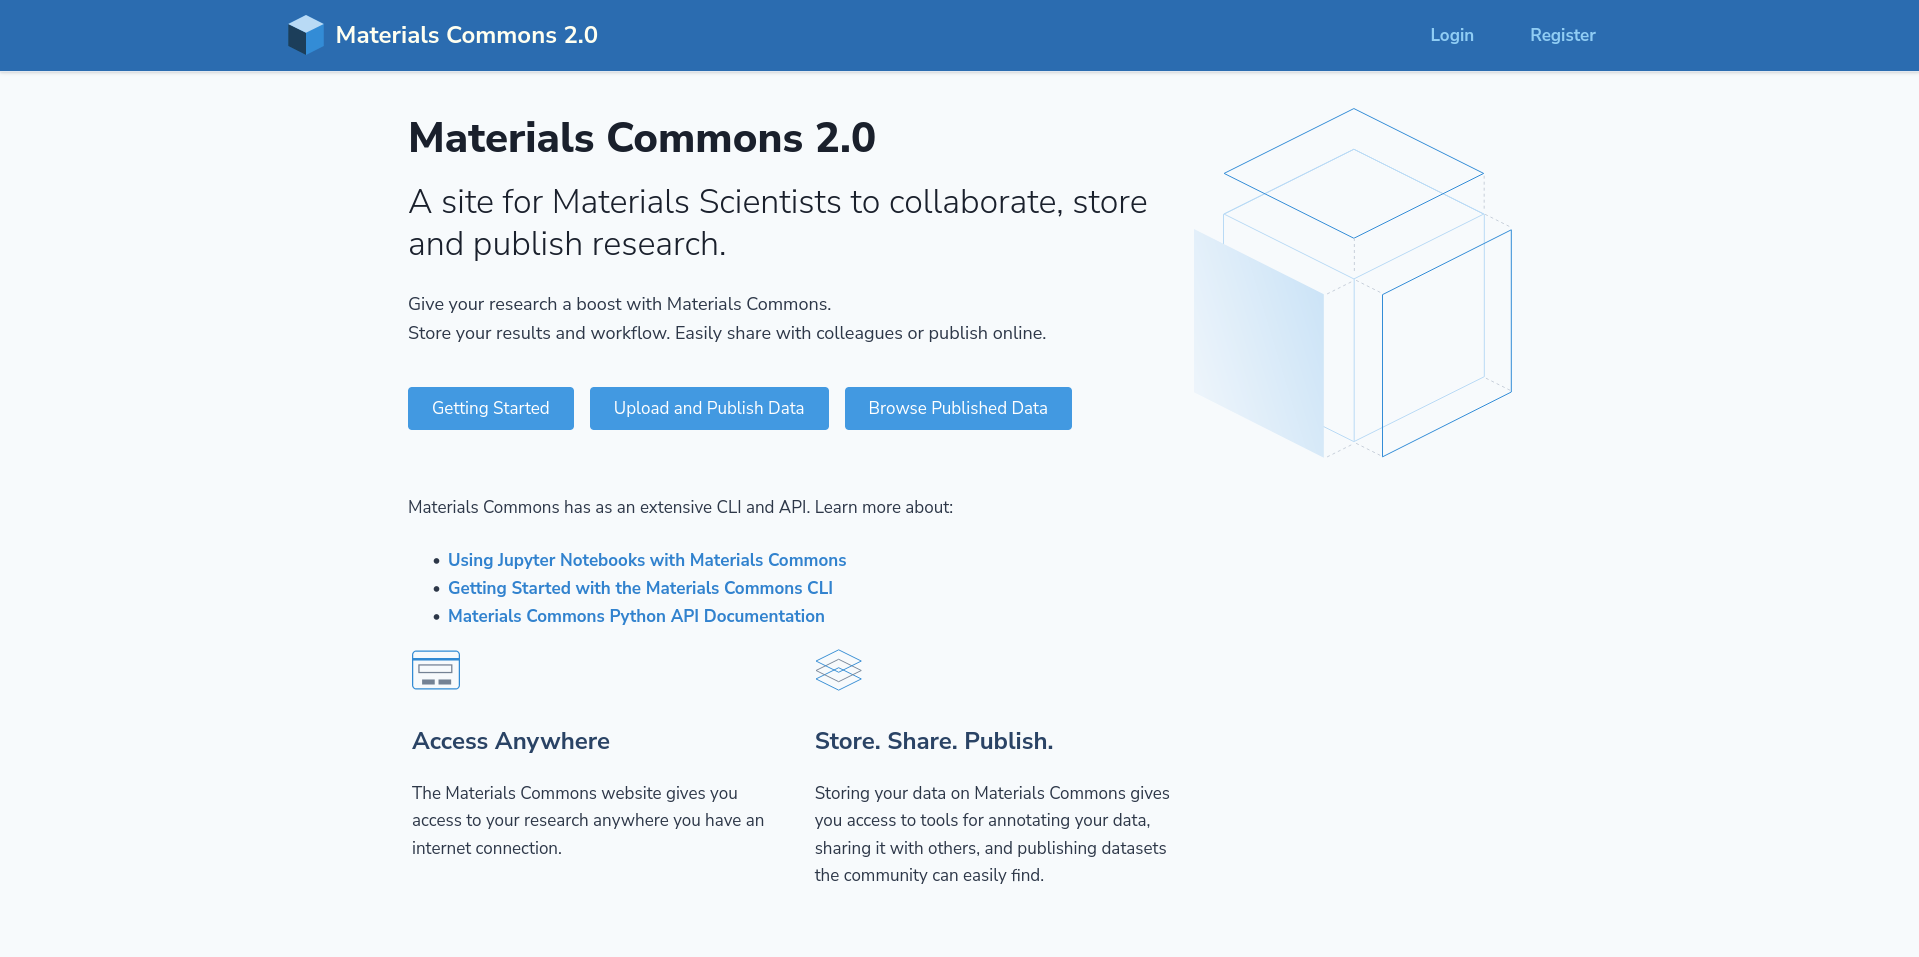 Materials Commons 2.0
Login
Register
Materials Commons 2.0
A site for Materials Scientists to collaborate, store
and publish research.
Give your research a boost with Materials Commons.
Store your results and workflow. Easily share with colleagues or publish online.
Getting Started
Upload and Publish Data
Browse Published Data
Materials Commons has as an extensive CLI and API. Learn more about:
• Using Jupyter Notebooks with Materials Commons
• Getting Started with the Materials Commons CLI
• Materials Commons Python API Documentation
Access Anywhere
The Materials Commons website gives you
access to your research anywhere you have an
internet connection.
Store. Share. Publish.
Storing your data on Materials Commons gives
you access to tools for annotating your data,
sharing it with others, and publishing datasets
the community can easily find.